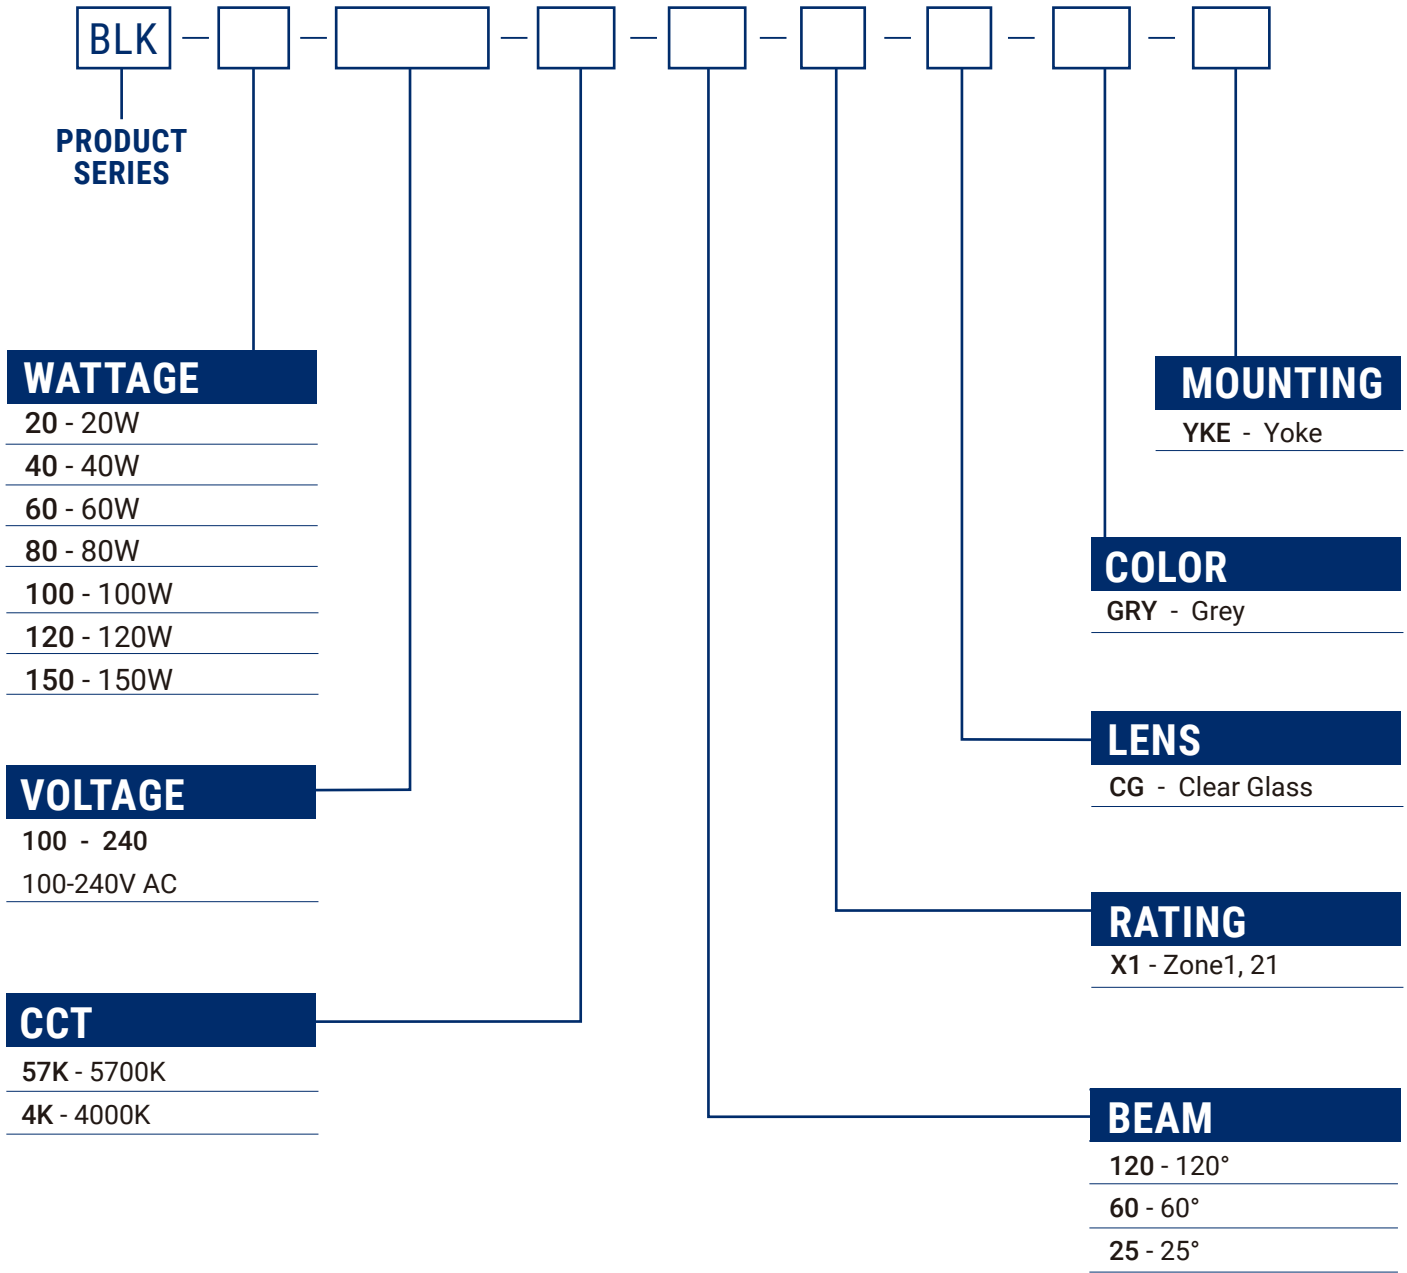 BLK
PRODUCT
SERIES
WATTAGE
20 - 20W
40 - 40W
60 - 60W
80 - 80W
100 - 100W
120 - 120W
150 - 150W
VOLTAGE
100 - 240
100-240V AC
CCT
57K - 5700K
4K - 4000K
MOUNTING
YKE - Yoke
COLOR
GRY - Grey
LENS
CG - Clear Glass
RATING
X1 - Zone1, 21
BEAM
120 - 120°
60 - 60°
25 - 25°